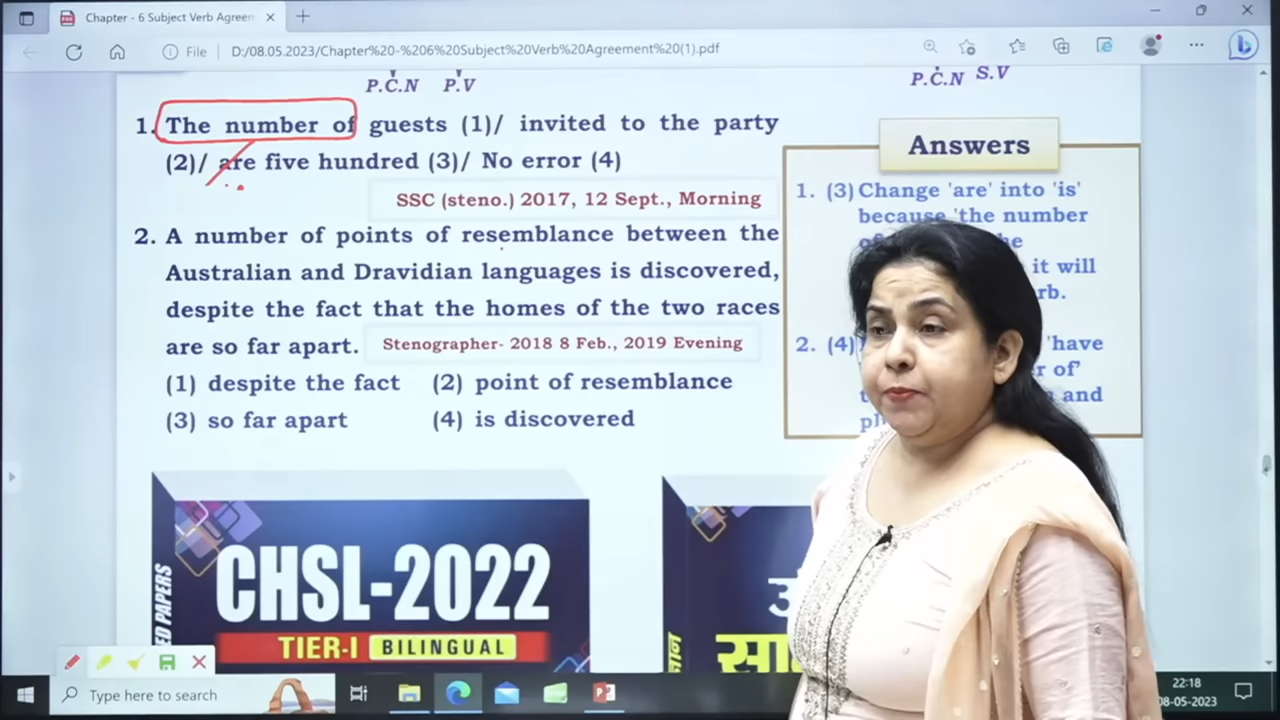 Chapter - 6 Subject Verb Agreem
File
D:/08.05.2023/Chapter%20-%206%20Subject%20Verb%20Agreement%20(1).pdf
P.C.N P.V
P.C.N S.V
1. The number of guests (1)/ invited to the party
(2)/ are five hundred (3)/ No error (4)
SSC (steno.) 2017, 12 Sept., Morning
2. A number of points of resemblance between the
Australian and Dravidian languages is discovered,
despite the fact that the homes of the two races
are so far apart. Stenographer- 2018 8 Feb., 2019 Evening
(1) despite the fact (2) point of resemblance
(3) so far apart (4) is discovered
Answers
1. (3) Change 'are' into 'is'
because 'the number
it will
2. (4) 'have
of'
and
CHSL-2022
TIER-I BILINGUAL
ED PAPERS
Type here to search
22:18
08-05-2023